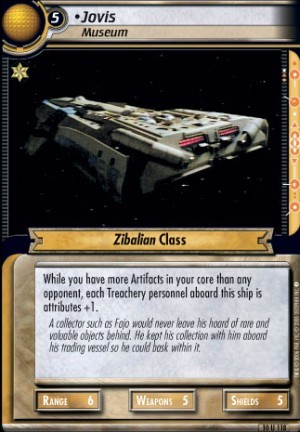 5
•Jovis
Museum
Zibalian Class
While you have more Artifacts in your core than any
opponent, each Treachery personnel aboard this ship is
attributes +1.
A collector such as Fajo would never leave his hoard of rare and
valuable objects behind. He kept his collection with him aboard
his trading vessel so he could bask within it.
RANGE 6
WEAPONS 5
SHIELDS 5
10 U 118